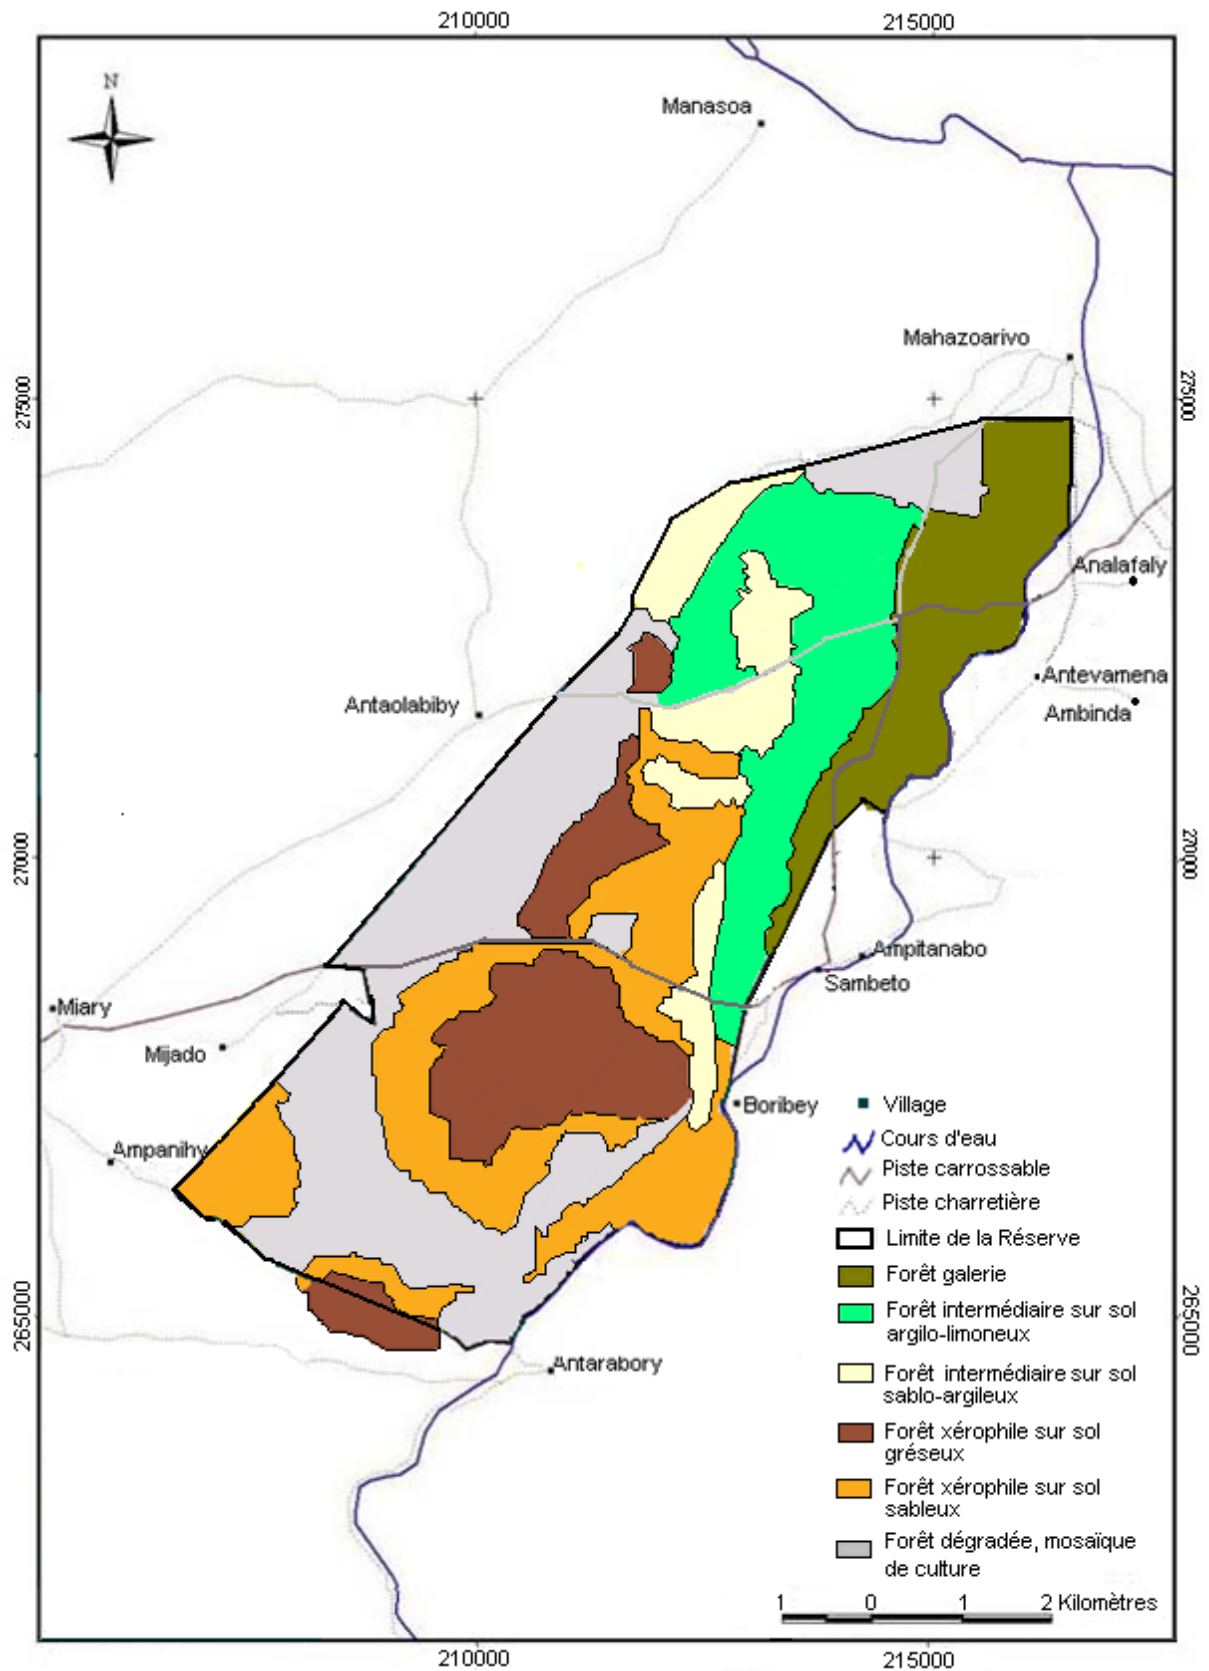 210000
215000
N
Manasoa
Mahazoarivo
275000
275000
Analafaly
Antevamena
Antaolabiby
Ambinda
270000
270000
Ampitanabo
Sambeto
Miary
Mijado
Boribey
Ampanihy
265000
2650000
Antarabory
Village
Cours d'eau
Piste carrossable
Piste charretière
Limite de la Réserve
Forêt galerie
Forêt intermédiaire sur sol
argilo-limoneux
Forêt intermédiaire sur sol
sablo-argileux
Forêt xérophile sur sol
gréseux
Forêt xérophile sur sol
sableux
Forêt dégradée, mosaïque
de culture
1 0 1 2 Kilomètres
210000
215000